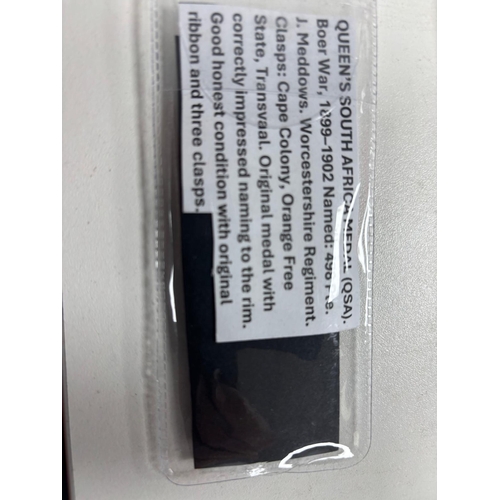 QUEEN'S SOUTH AFRICA MEDAL (QSA).
Boer War, 1899–1902 Named: 498 Pte.
J. Meddows. Worcestershire Regiment.
Clasps: Cape Colony, Orange Free
State, Transvaal. Original medal with
correctly impressed naming to the rim.
Good honest condition with original
ribbon and three clasps.